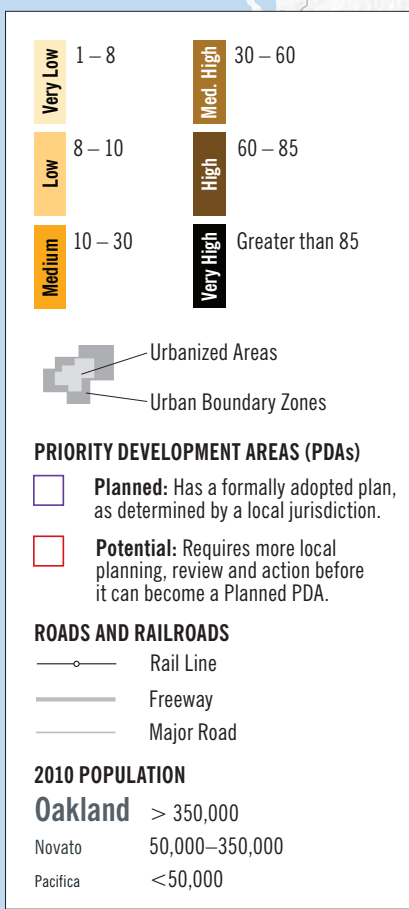 Very Low
1 – 8
Low
8 – 10
Medium
10 – 30
Med. High
30 – 60
High
60 – 85
Very High
Greater than 85
Urbanized Areas
Urban Boundary Zones
PRIORITY DEVELOPMENT AREAS (PDAs)
Planned: Has a formally adopted plan,
as determined by a local jurisdiction.
Potential: Requires more local
planning, review and action before
it can become a Planned PDA.
ROADS AND RAILROADS
Rail Line
Freeway
Major Road
2010 POPULATION
Oakland > 350,000
Novato 50,000–350,000
Pacifica <50,000